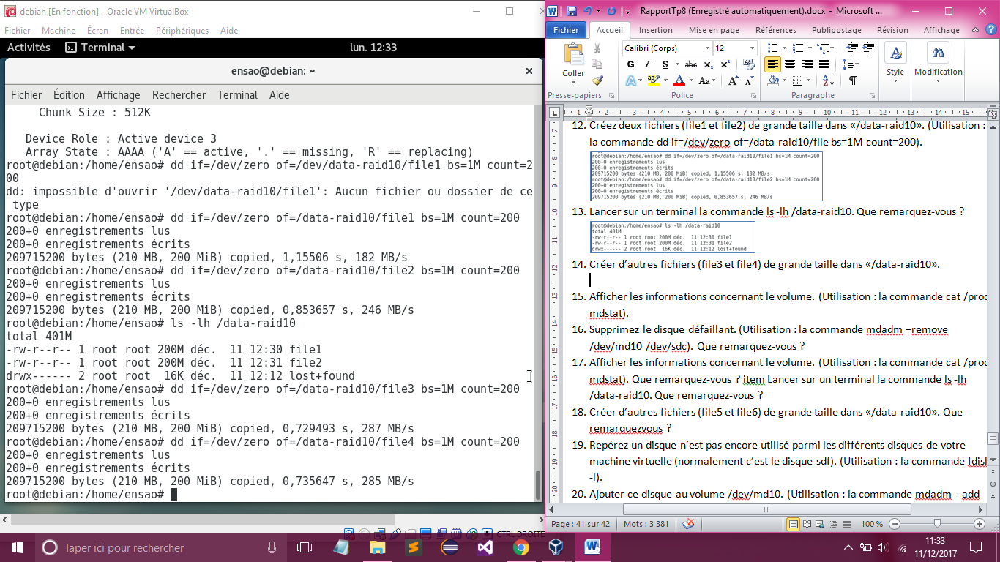 debian [En fonction] - Oracle VM VirtualBox
Fichier Machine Écran Entrée Périphériques Aide
Activités Terminal lun. 12:33
ensao@debian: ~
Fichier Édition Affichage Rechercher Terminal Aide
Chunk Size : 512K
Device Role : Active device 3
Array State : AAAA ('A' == active, '.' == missing, 'R' == replacing)
root@debian:/home/ensao# dd if=/dev/zero of=/dev/data-raid10/file1 bs=1M count=2
00
dd: impossible d'ouvrir '/dev/data-raid10/file1': Aucun fichier ou dossier de ce
type
root@debian:/home/ensao# dd if=/dev/zero of=/data-raid10/file1 bs=1M count=200
200+0 enregistrements lus
200+0 enregistrements écrits
209715200 bytes (210 MB, 200 MiB) copied, 1,15506 s, 182 MB/s
root@debian:/home/ensao# dd if=/dev/zero of=/data-raid10/file2 bs=1M count=200
200+0 enregistrements lus
200+0 enregistrements écrits
209715200 bytes (210 MB, 200 MiB) copied, 0,853657 s, 246 MB/s
root@debian:/home/ensao# ls -lh /data-raid10
total 401M
-rw-r--r-- 1 root root 200M déc. 11 12:30 file1
-rw-r--r-- 1 root root 200M déc. 11 12:31 file2
drwx------ 2 root root 16K déc. 11 12:12 lost+found
root@debian:/home/ensao# dd if=/dev/zero of=/data-raid10/file3 bs=1M count=200
200+0 enregistrements lus
200+0 enregistrements écrits
209715200 bytes (210 MB, 200 MiB) copied, 0,729493 s, 287 MB/s
root@debian:/home/ensao# dd if=/dev/zero of=/data-raid10/file4 bs=1M count=200
200+0 enregistrements lus
200+0 enregistrements écrits
209715200 bytes (210 MB, 200 MiB) copied, 0,735647 s, 285 MB/s
root@debian:/home/ensao#
CTRL DROITE
RapportTp8 (Enregistré automatiquement).docx - Microsoft ...
Fichier Accueil Insertion Mise en page Références Publipostage Révision Affichage
Calibri (Corps) 12
G I S abc x₂ x²
Coller Style Modification
Presse-papiers Police Paragraphe
1 1 2 3 4 5 6 7 8 9 10 11 12 13 14 15
12. Créez deux fichiers (file1 et file2) de grande taille dans «/data-raid10». (Utilisation :
la commande dd if=/dev/zero of=/data-raid10/file bs=1M count=200).
root@debian:/home/ensao# dd if=/dev/zero of=/data-raid10/file1 bs=1M count=200
200+0 enregistrements lus
200+0 enregistrements écrits
209715200 bytes (210 MB, 200 MiB) copied, 1,15506 s, 182 MB/s
root@debian:/home/ensao# dd if=/dev/zero of=/data-raid10/file2 bs=1M count=200
200+0 enregistrements lus
200+0 enregistrements écrits
209715200 bytes (210 MB, 200 MiB) copied, 0,853657 s, 246 MB/s
13. Lancer sur un terminal la commande ls -lh /data-raid10. Que remarquez-vous ?
root@debian:/home/ensao# ls -lh /data-raid10
total 401M
-rw-r--r-- 1 root root 200M déc. 11 12:30 file1
-rw-r--r-- 1 root root 200M déc. 11 12:31 file2
drwx------ 2 root root 16K déc. 11 12:12 lost+found
14. Créer d’autres fichiers (file3 et file4) de grande taille dans «/data-raid10».
15. Afficher les informations concernant le volume. (Utilisation : la commande cat /proc
mdstat).
16. Supprimez le disque défaillant. (Utilisation : la commande mdadm –remove
/dev/md10 /dev/sdc). Que remarquez-vous ?
17. Afficher les informations concernant le volume. (Utilisation : la commande cat /proc
mdstat). Que remarquez-vous ? item Lancer sur un terminal la commande ls -lh
/data-raid10. Que remarquez-vous ?
18. Créer d’autres fichiers (file5 et file6) de grande taille dans «/data-raid10». Que
remarquezvous ?
19. Repérez un disque n’est pas encore utilisé parmi les différents disques de votre
machine virtuelle (normalement c’est le disque sdf). (Utilisation : la commande fdisk
-l).
20. Ajouter ce disque au volume /dev/md10. (Utilisation : la commande mdadm --add
Page : 41 sur 42 Mots : 3 381 100 %
Taper ici pour rechercher
11:33
11/12/2017